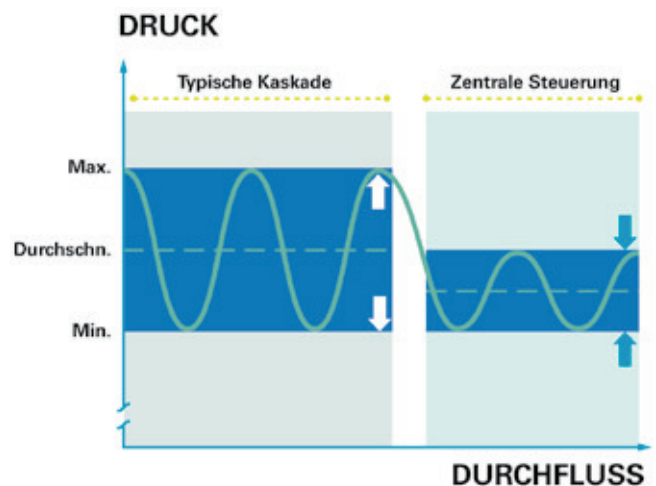 DRUCK
Typische Kaskade
Zentrale Steuerung
Max.
Durchschn.
Min.
DURCHFLUSS